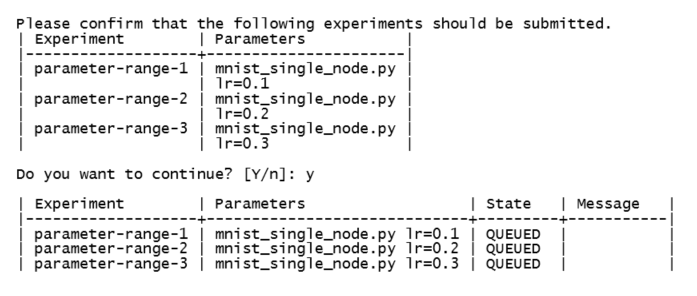 Please confirm that the following experiments should be submitted.
| Experiment | Parameters |
|--------------------+----------------------|
| parameter-range-1 | mnist_single_node.py |
| | lr=0.1 |
| parameter-range-2 | mnist_single_node.py |
| | lr=0.2 |
| parameter-range-3 | mnist_single_node.py |
| | lr=0.3 |
Do you want to continue? [Y/n]: y
| Experiment | Parameters | State | Message |
|--------------------+-----------------------------+---------+-----------|
| parameter-range-1 | mnist_single_node.py lr=0.1 | QUEUED | |
| parameter-range-2 | mnist_single_node.py lr=0.2 | QUEUED | |
| parameter-range-3 | mnist_single_node.py lr=0.3 | QUEUED | |